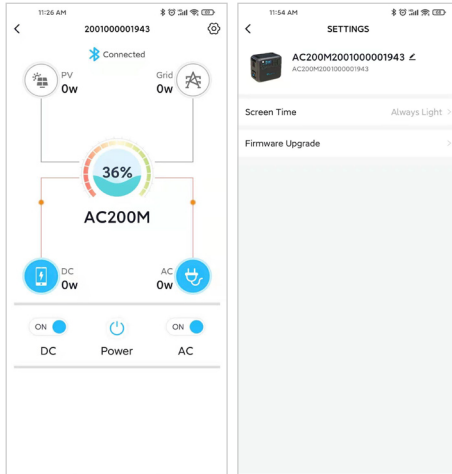 11:26 AM
2001000001943
Connected
PV
0w
Grid
0w
36%
AC200M
DC
0w
AC
0w
ON
ON
DC
Power
AC
11:54 AM
SETTINGS
AC200M2001000001943
AC200M2001000001943
Screen Time
Always Light
Firmware Upgrade